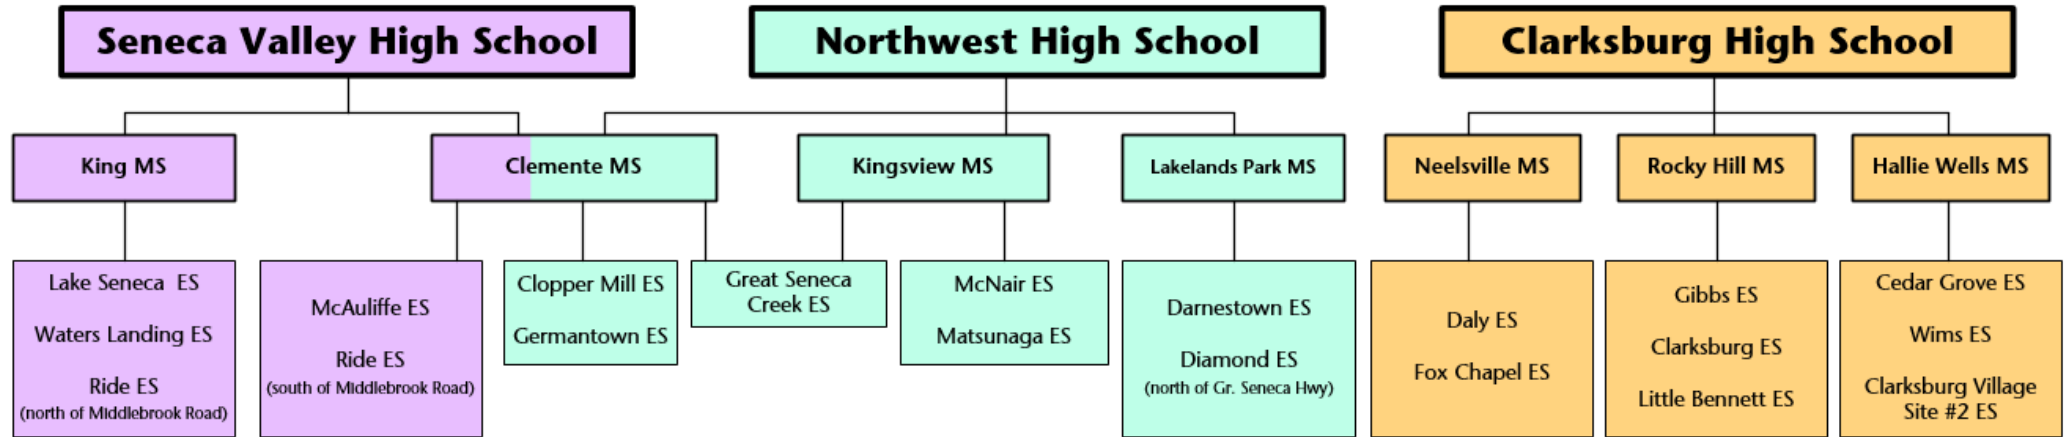 Seneca Valley High School
Northwest High School
Clarksburg High School
King MS
Clemente MS
Kingsview MS
Lakelands Park MS
Neelsville MS
Rocky Hill MS
Hallie Wells MS
Lake Seneca ES
Waters Landing ES
Ride ES
(north of Middlebrook Road)
McAuliffe ES
Ride ES
(south of Middlebrook Road)
Clopper Mill ES
Germantown ES
Great Seneca
Creek ES
McNair ES
Matsunaga ES
Darnestown ES
Diamond ES
(north of Gr. Seneca Hwy)
Daly ES
Fox Chapel ES
Gibbs ES
Clarksburg ES
Little Bennett ES
Cedar Grove ES
Wims ES
Clarksburg Village
Site #2 ES